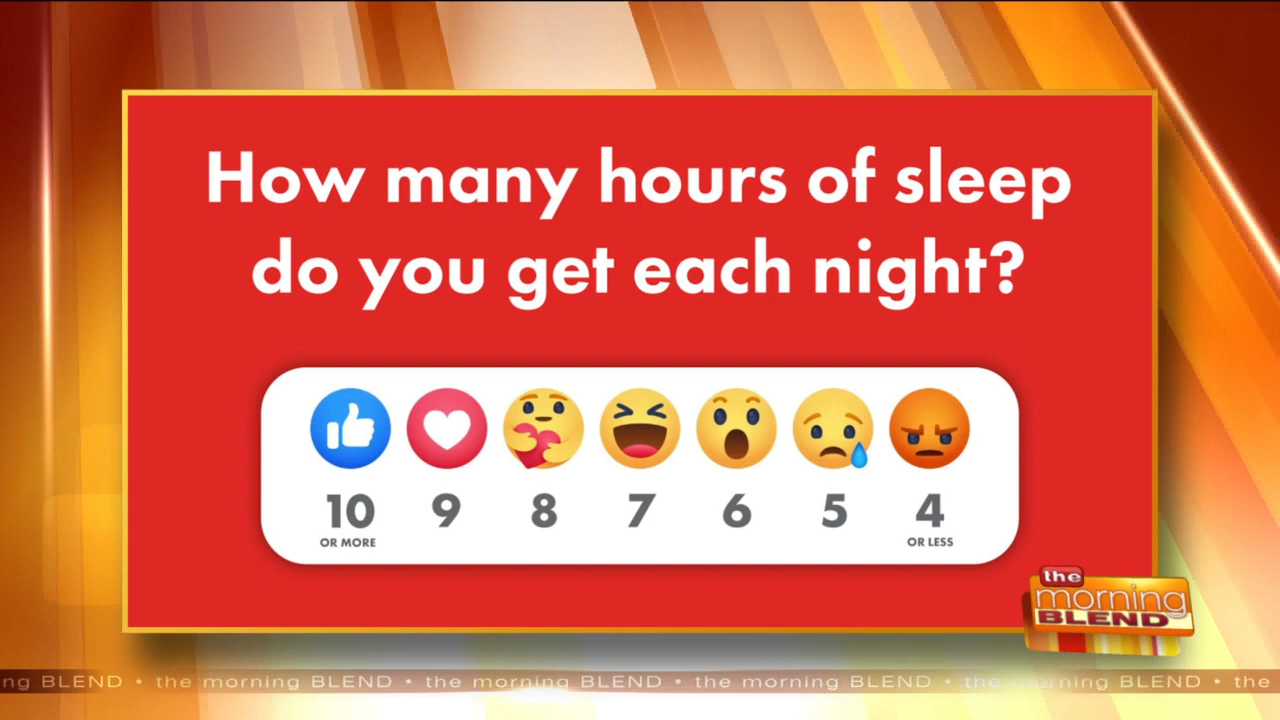 How many hours of sleep
do you get each night?
10 9 8 7 6 5 4
OR MORE OR LESS
the
morning
BLEND
ng BLEND • the morning BLEND • the morning BLEND • the morning BLEND • the morning BLEND • the